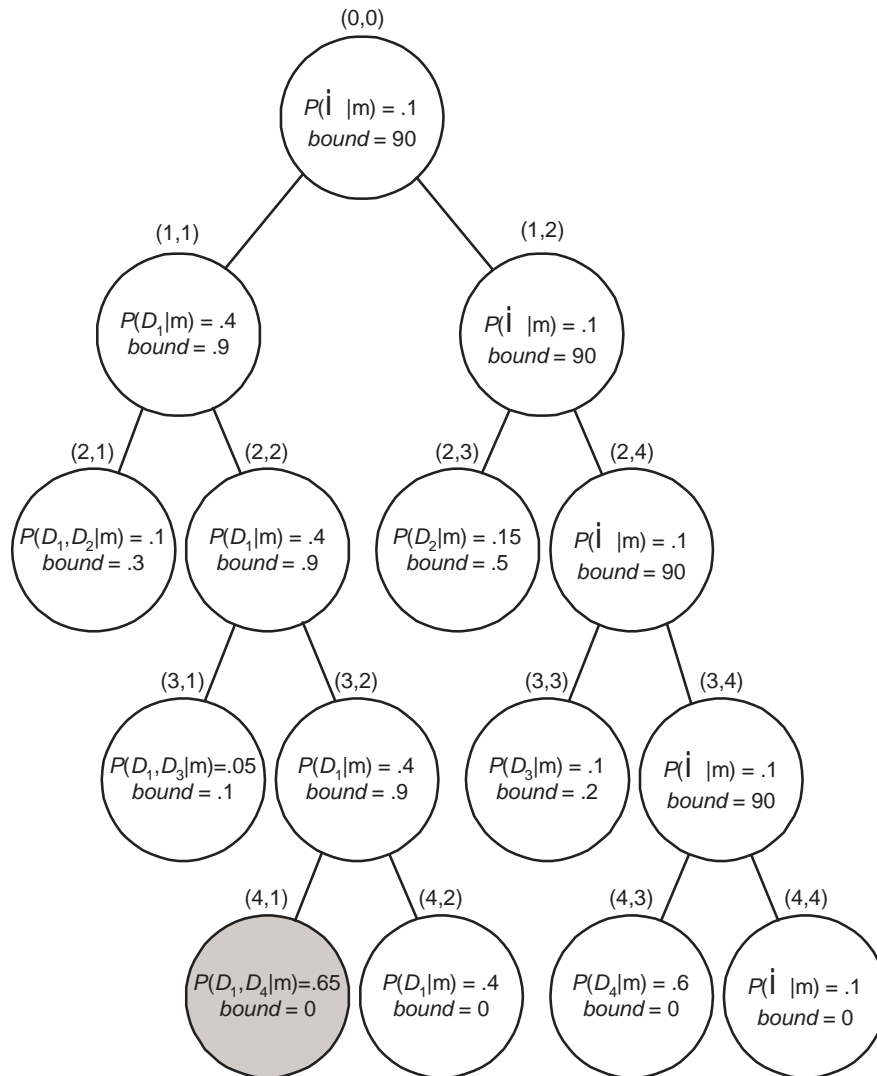 (0,0)
P(i |m) = .1
bound = 90
(1,1)
P(D₁|m) = .4
bound = .9
(1,2)
P(i |m) = .1
bound = 90
(2,1)
P(D₁,D₂|m) = .1
bound = .3
(2,2)
P(D₁|m) = .4
bound = .9
(2,3)
P(D₂|m) = .15
bound = .5
(2,4)
P(i |m) = .1
bound = 90
(3,1)
P(D₁,D₃|m)=.05
bound = .1
(3,2)
P(D₁|m) = .4
bound = .9
(3,3)
P(D₃|m) = .1
bound = .2
(3,4)
P(i |m) = .1
bound = 90
(4,1)
P(D₁,D₄|m)=.65
bound = 0
(4,2)
P(D₁|m) = .4
bound = 0
(4,3)
P(D₄|m) = .6
bound = 0
(4,4)
P(i |m) = .1
bound = 0